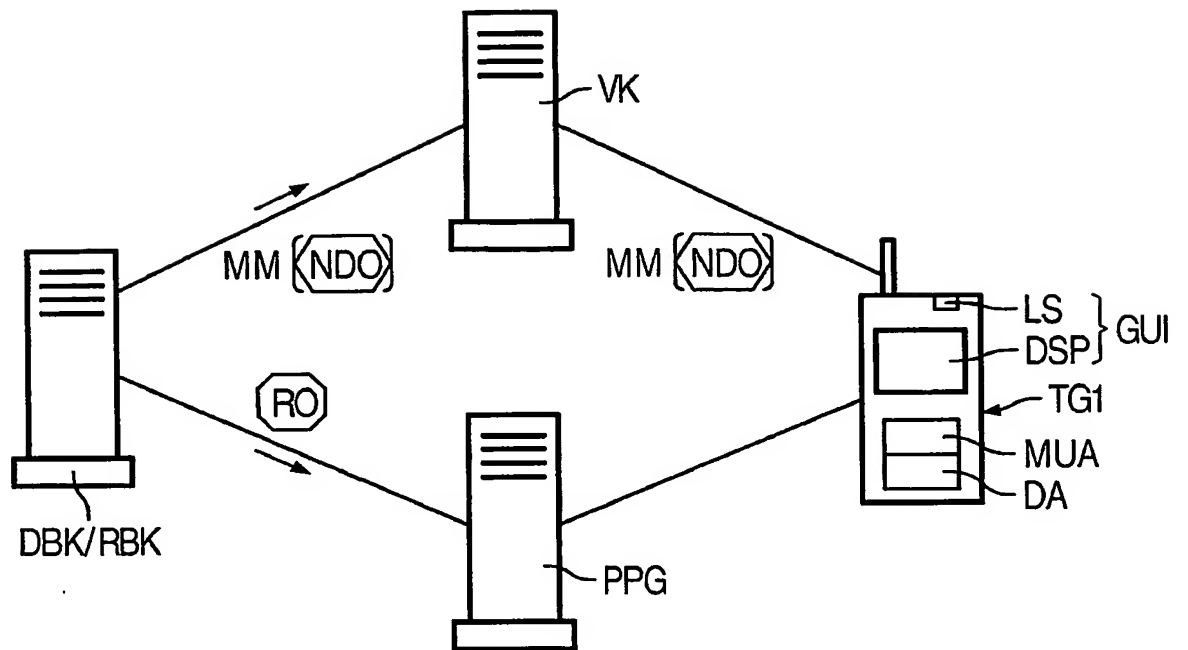 VK
MM [NDO]
MM [NDO]
LS
DSP
GUI
RO
TG1
MUA
DA
DBK/RBK
PPG